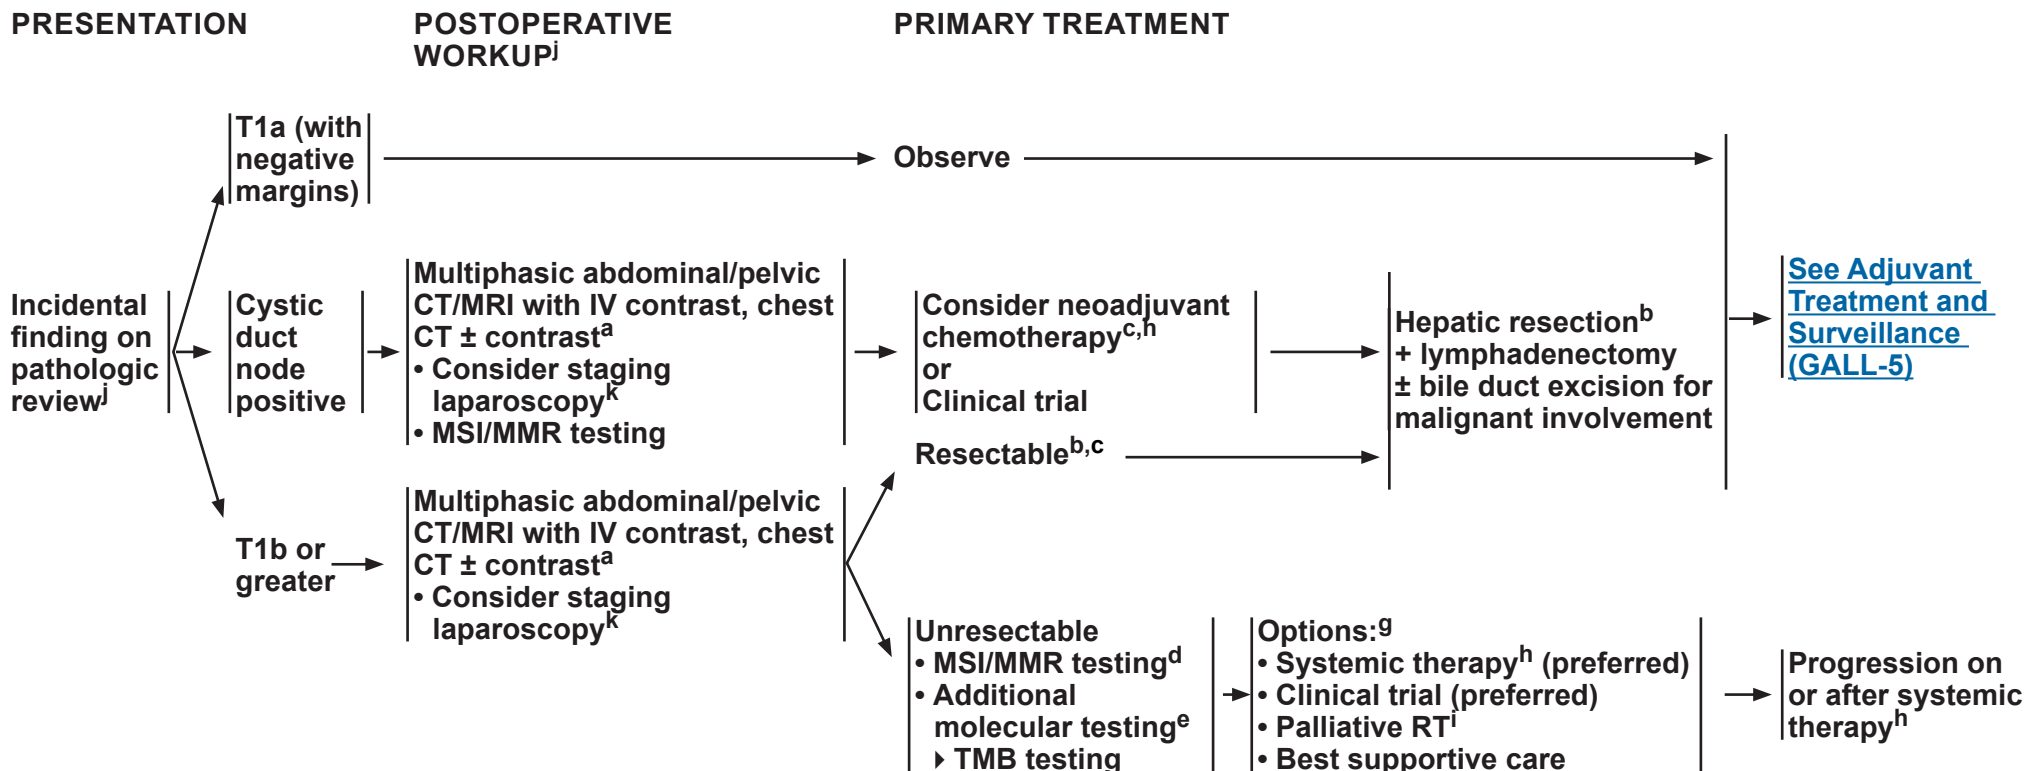 PRESENTATION
POSTOPERATIVE
WORKUPj
PRIMARY TREATMENT
T1a (with
negative
margins)
Observe
Incidental
finding on
pathologic
reviewj
Cystic
duct
node
positive
Multiphasic abdominal/pelvic
CT/MRI with IV contrast, chest
CT ± contrasta
• Consider staging
laparoscopyk
• MSI/MMR testing
Consider neoadjuvant
chemotherapyc,h
or
Clinical trial
Hepatic resectionb
+ lymphadenectomy
± bile duct excision for
malignant involvement
See Adjuvant
Treatment and
Surveillance
(GALL-5)
T1b or
greater
Multiphasic abdominal/pelvic
CT/MRI with IV contrast, chest
CT ± contrasta
• Consider staging
laparoscopyk
Resectableb,c
Unresectable
• MSI/MMR testingd
• Additional
molecular testinge
▸ TMB testing
Options:g
• Systemic therapyh (preferred)
• Clinical trial (preferred)
• Palliative RTi
• Best supportive care
Progression on
or after systemic
therapyh